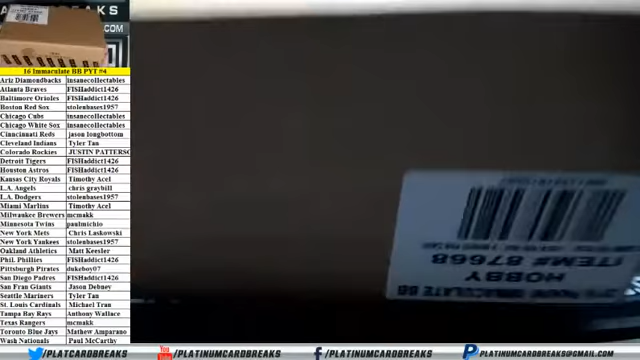 BREAKS
16 Immaculate BB PYT #4
Ariz Diamondbacks insanecollectables
Atlanta Braves FISHaddict1426
Baltimore Orioles FISHaddict1426
Boston Red Sox stolenbases1957
Chicago Cubs insanecollectables
Chicago White Sox insanecollectables
Cinncinnati Reds jason longbottom
Cleveland Indians Tyler Tan
Colorado Rockies JUSTIN PATTERSO
Detroit Tigers FISHaddict1426
Houston Astros FISHaddict1426
Kansas City Royals Timothy Acel
L.A. Angels chris graybill
L.A. Dodgers stolenbases1957
Miami Marlins Timothy Acel
Milwaukee Brewers mcmakk
Minnesota Twins paulmichio
New York Mets Chris Laskowski
New York Yankees stolenbases1957
Oakland Athletics Matt Keesler
Phil. Phillies FISHaddict1426
Pittsburgh Pirates dukeboy07
San Diego Padres FISHaddict1426
San Fran Giants Jason Debney
Seattle Mariners Tyler Tan
St. Louis Cardinals Michael Tran
Tampa Bay Rays Anthony Wallace
Texas Rangers mcmakk
Toronto Blue Jays Mathew Amparano
Wash Nationals Paul McCarthy
ITEM# 87668
HOBBY
IMMACULATE BB
/PLATCARDBREAKS
/PLATINUMCARDBREAKS
/PLATINUMCARDBREAKS
PLATINUMCARDBREAKS@GMAIL.COM